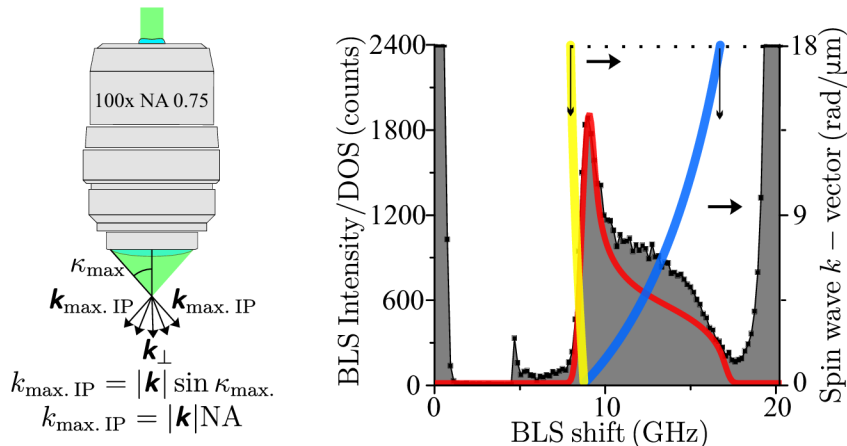 100x NA 0.75
κmax
kmax. IP kmax. IP
k⊥
kmax. IP = |k| sin κmax.
kmax. IP = |k|NA
BLS Intensity/DOS (counts)
2400
1800
1200
600
0
0 10 20
BLS shift (GHz)
18
9
0
Spin wave k − vector (rad/μm)